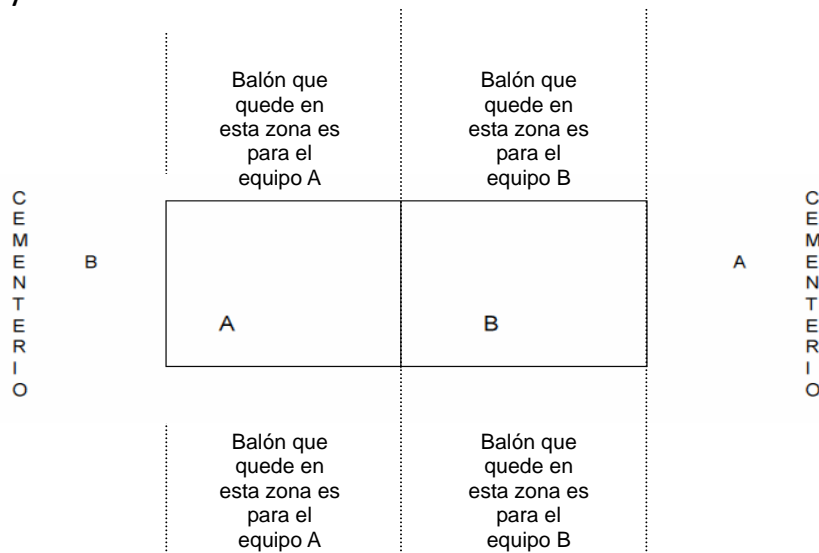 Balón que
quede en
esta zona es
para el
equipo A
Balón que
quede en
esta zona es
para el
equipo B
C
E
M
E
N
T
E
R
I
O
B
A
B
A
C
E
M
E
N
T
E
R
I
O
Balón que
quede en
esta zona es
para el
equipo A
Balón que
quede en
esta zona es
para el
equipo B